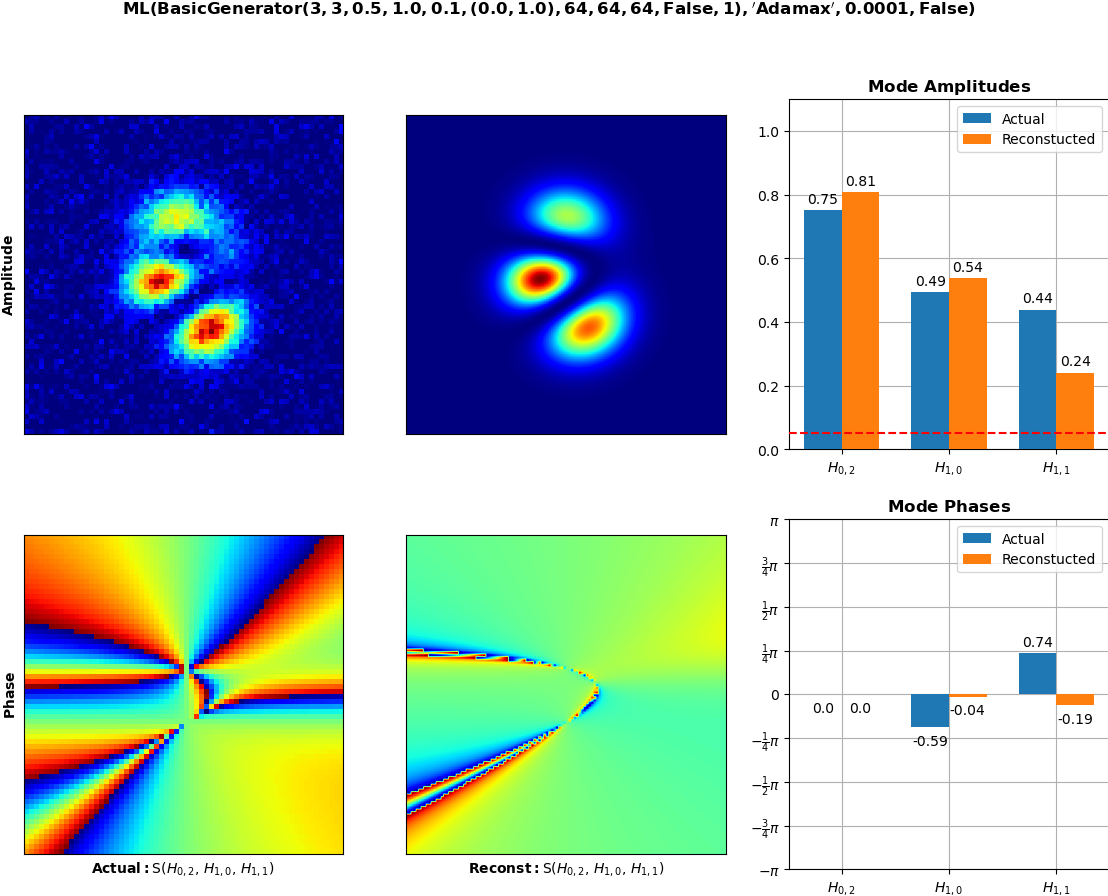 ML(BasicGenerator(3, 3, 0.5, 1.0, 0.1, (0.0, 1.0), 64, 64, 64, False, 1), ′Adamax′, 0.0001, False)
Amplitude
Mode Amplitudes
Actual
Reconstucted
1.0
0.8
0.6
0.4
0.2
0.0
0.75
0.81
0.49
0.54
0.44
0.24
H0,2
H1,0
H1,1
Phase
Actual: S(H0,2, H1,0, H1,1)
Reconst: S(H0,2, H1,0, H1,1)
Mode Phases
Actual
Reconstucted
π
3/4π
1/2π
1/4π
0
−1/4π
−1/2π
−3/4π
−π
0.0
0.0
-0.59
-0.04
0.74
-0.19
H0,2
H1,0
H1,1